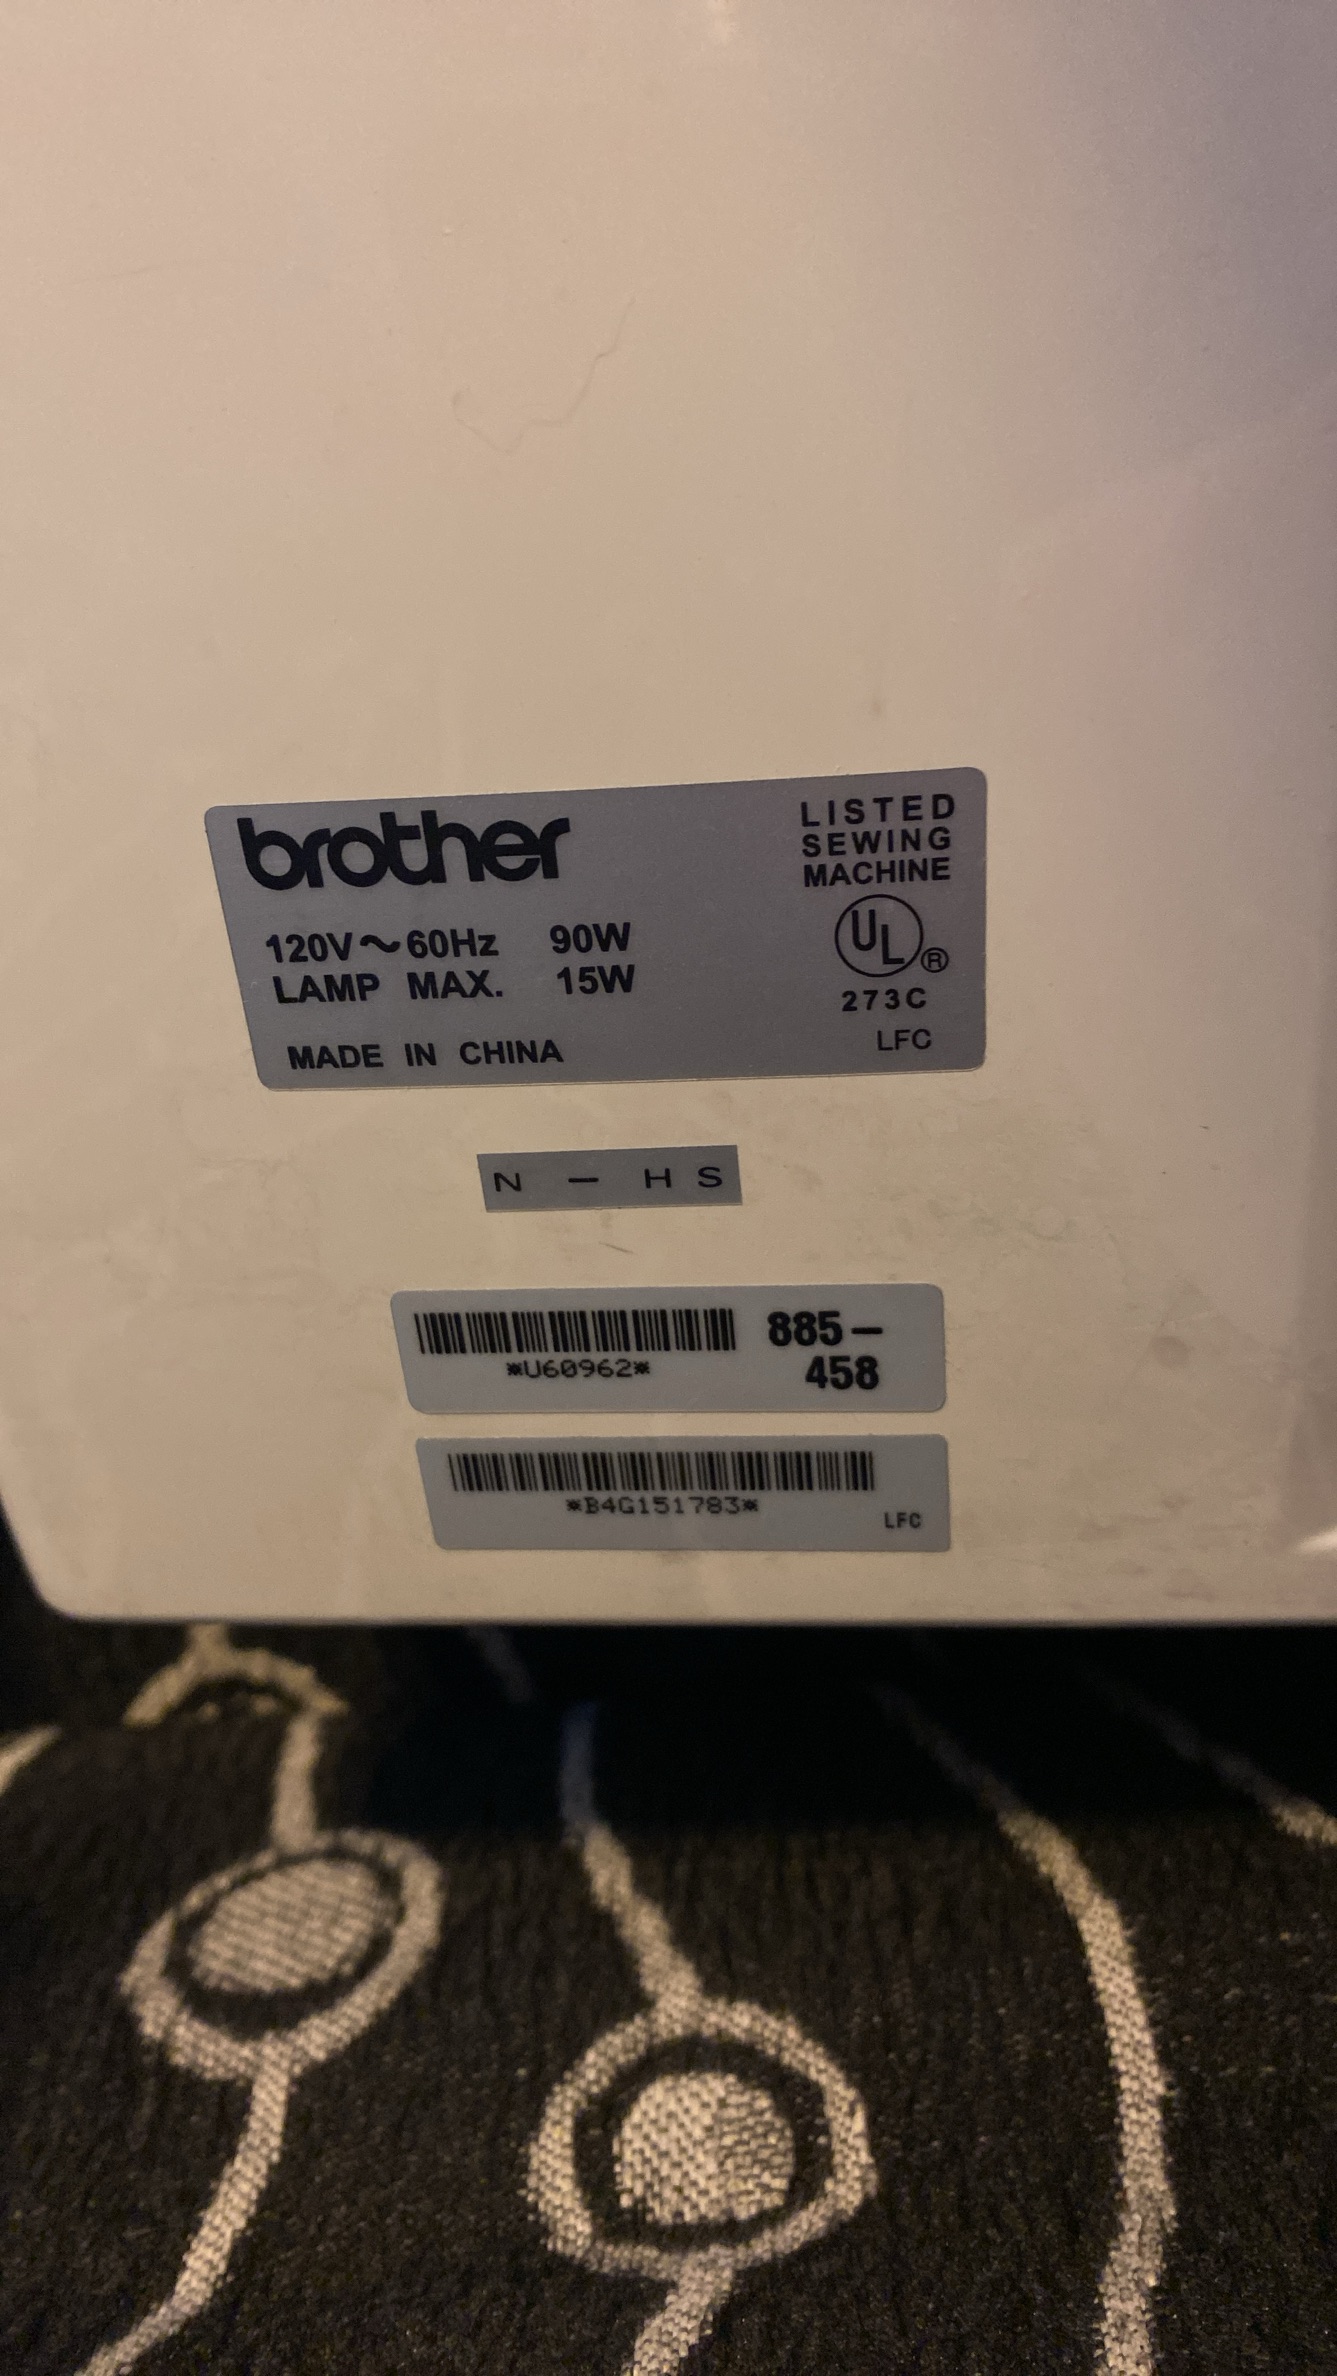 brother
120V～60Hz 90W
LAMP MAX. 15W
MADE IN CHINA
LISTED
SEWING
MACHINE
UL®
273C
LFC
N – HS
*U60962*
885–
458
*B4G151783*
LFC